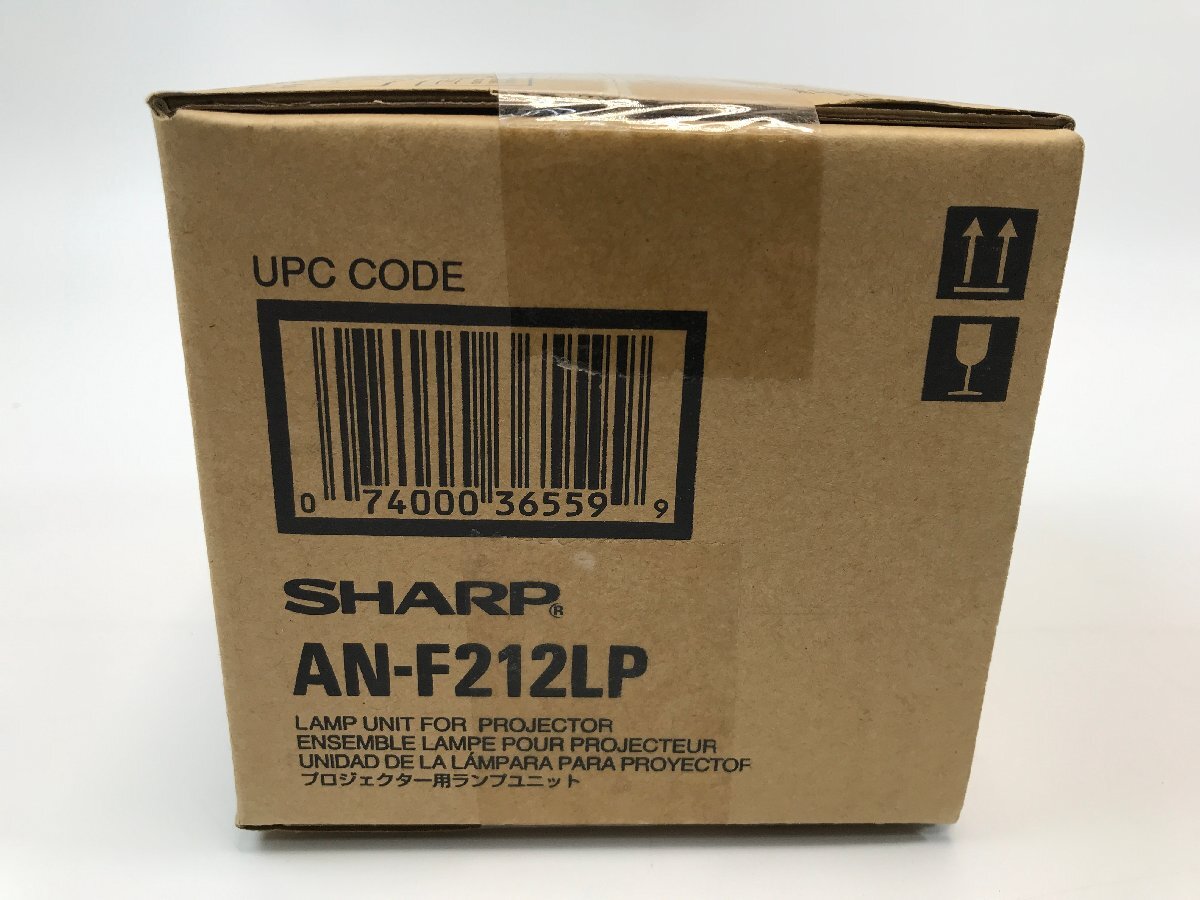 UPC CODE
0 74000 36559 9
SHARP®
AN-F212LP
LAMP UNIT FOR PROJECTOR
ENSEMBLE LAMPE POUR PROJECTEUR
UNIDAD DE LA LÁMPARA PARA PROYECTOR
プロジェクター用ランプユニット